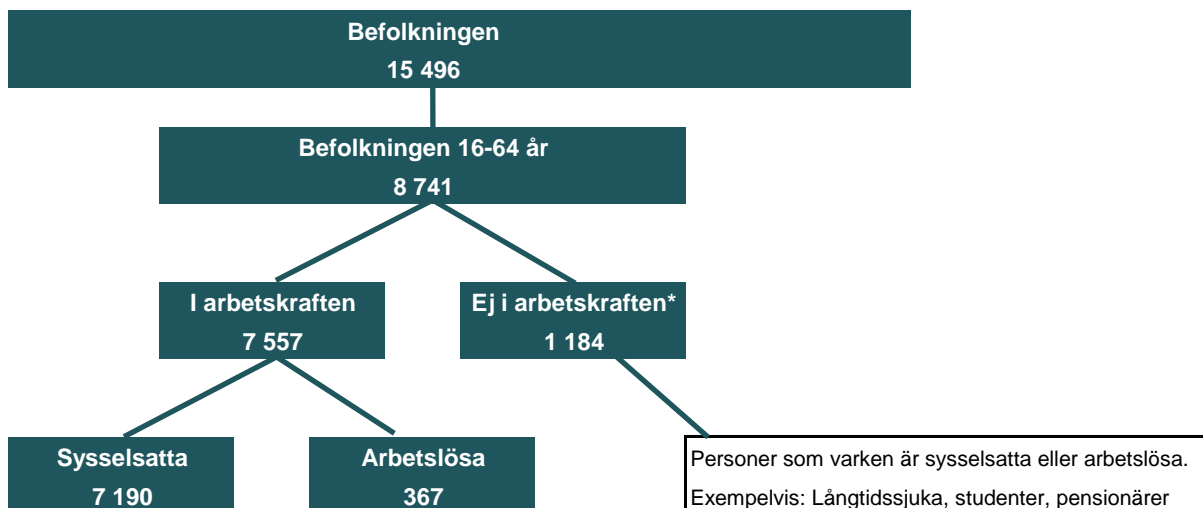 Befolkningen
15 496
Befolkningen 16-64 år
8 741
I arbetskraften
7 557
Ej i arbetskraften*
1 184
Sysselsatta
7 190
Arbetslösa
367
Personer som varken är sysselsatta eller arbetslösa.
Exempelvis: Långtidssjuka, studenter, pensionärer